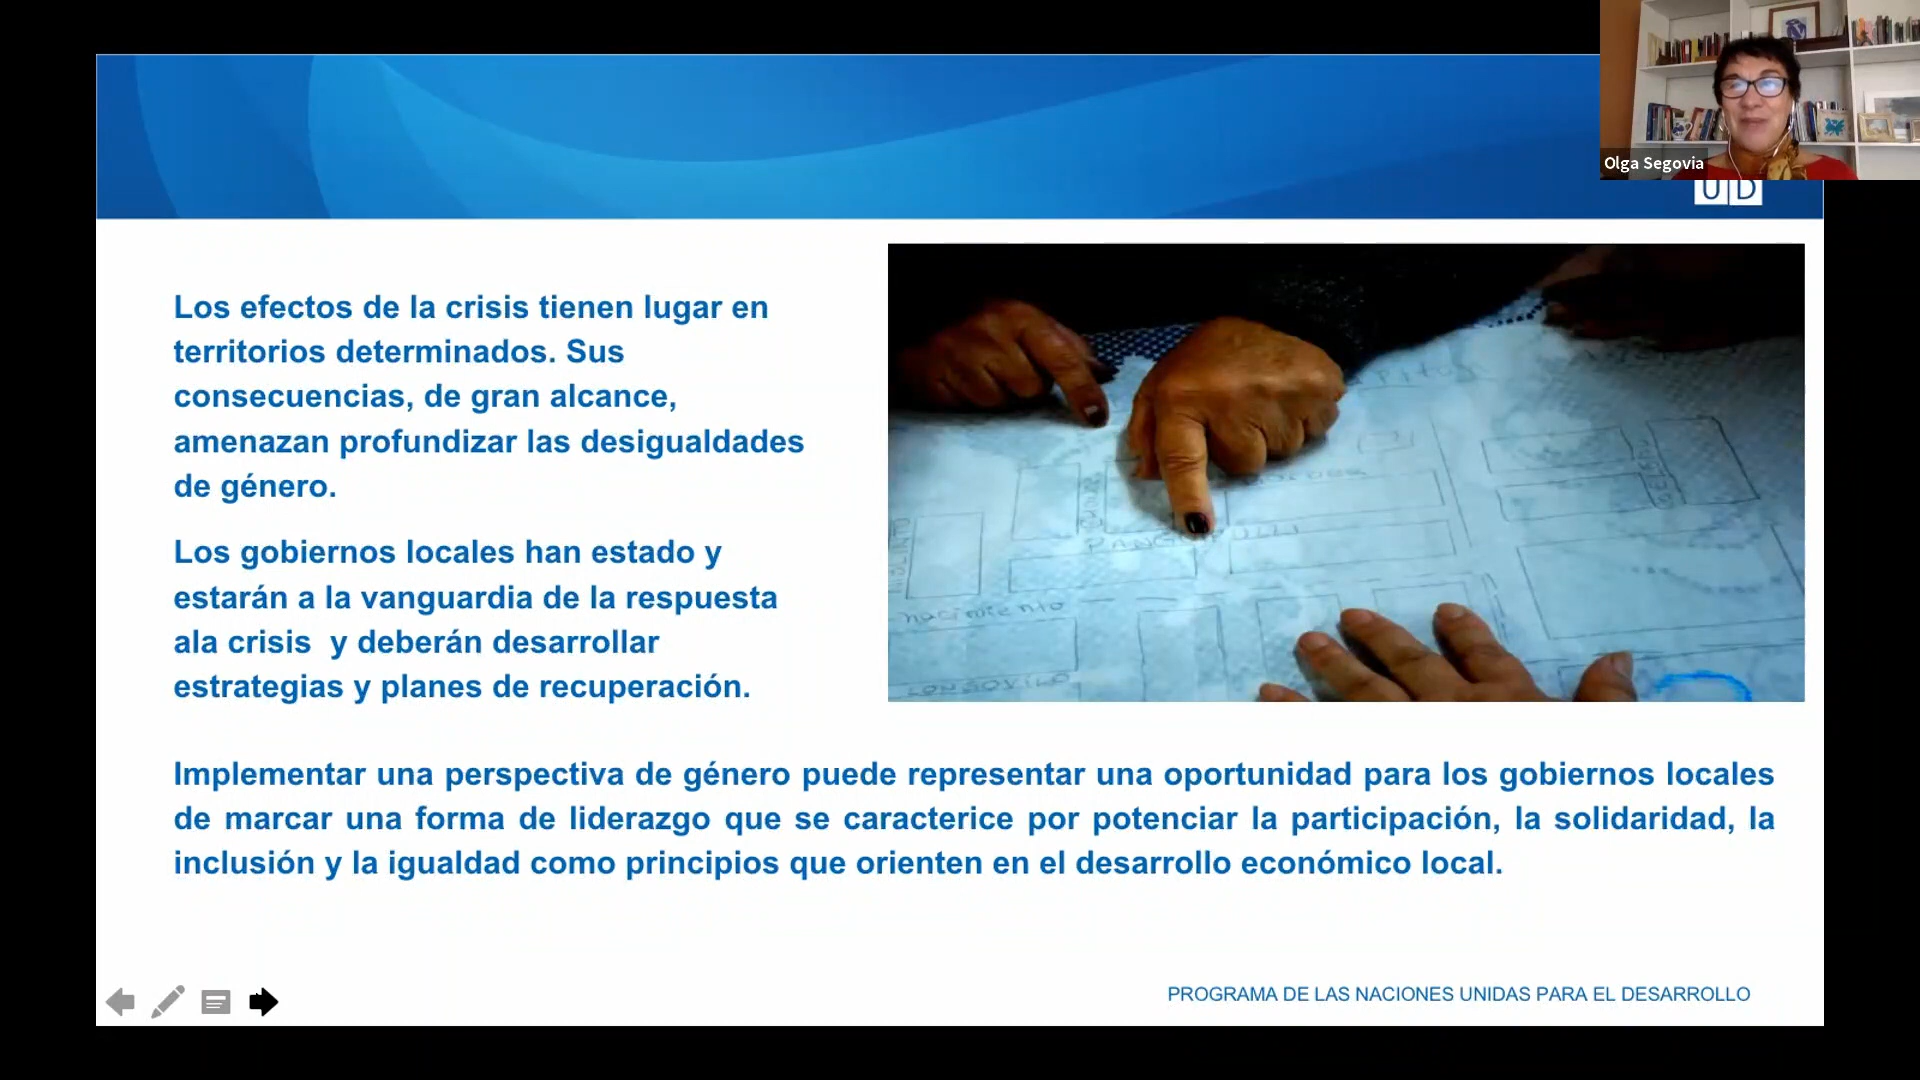 Olga Segovia
U D
Los efectos de la crisis tienen lugar en
territorios determinados. Sus
consecuencias, de gran alcance,
amenazan profundizar las desigualdades
de género.
Los gobiernos locales han estado y
estarán a la vanguardia de la respuesta
ala crisis  y deberán desarrollar
estrategias y planes de recuperación.
nacimiento
Implementar una perspectiva de género puede representar una oportunidad para los gobiernos locales
de marcar una forma de liderazgo que se caracterice por potenciar la participación, la solidaridad, la
inclusión y la igualdad como principios que orienten en el desarrollo económico local.
PROGRAMA DE LAS NACIONES UNIDAS PARA EL DESARROLLO